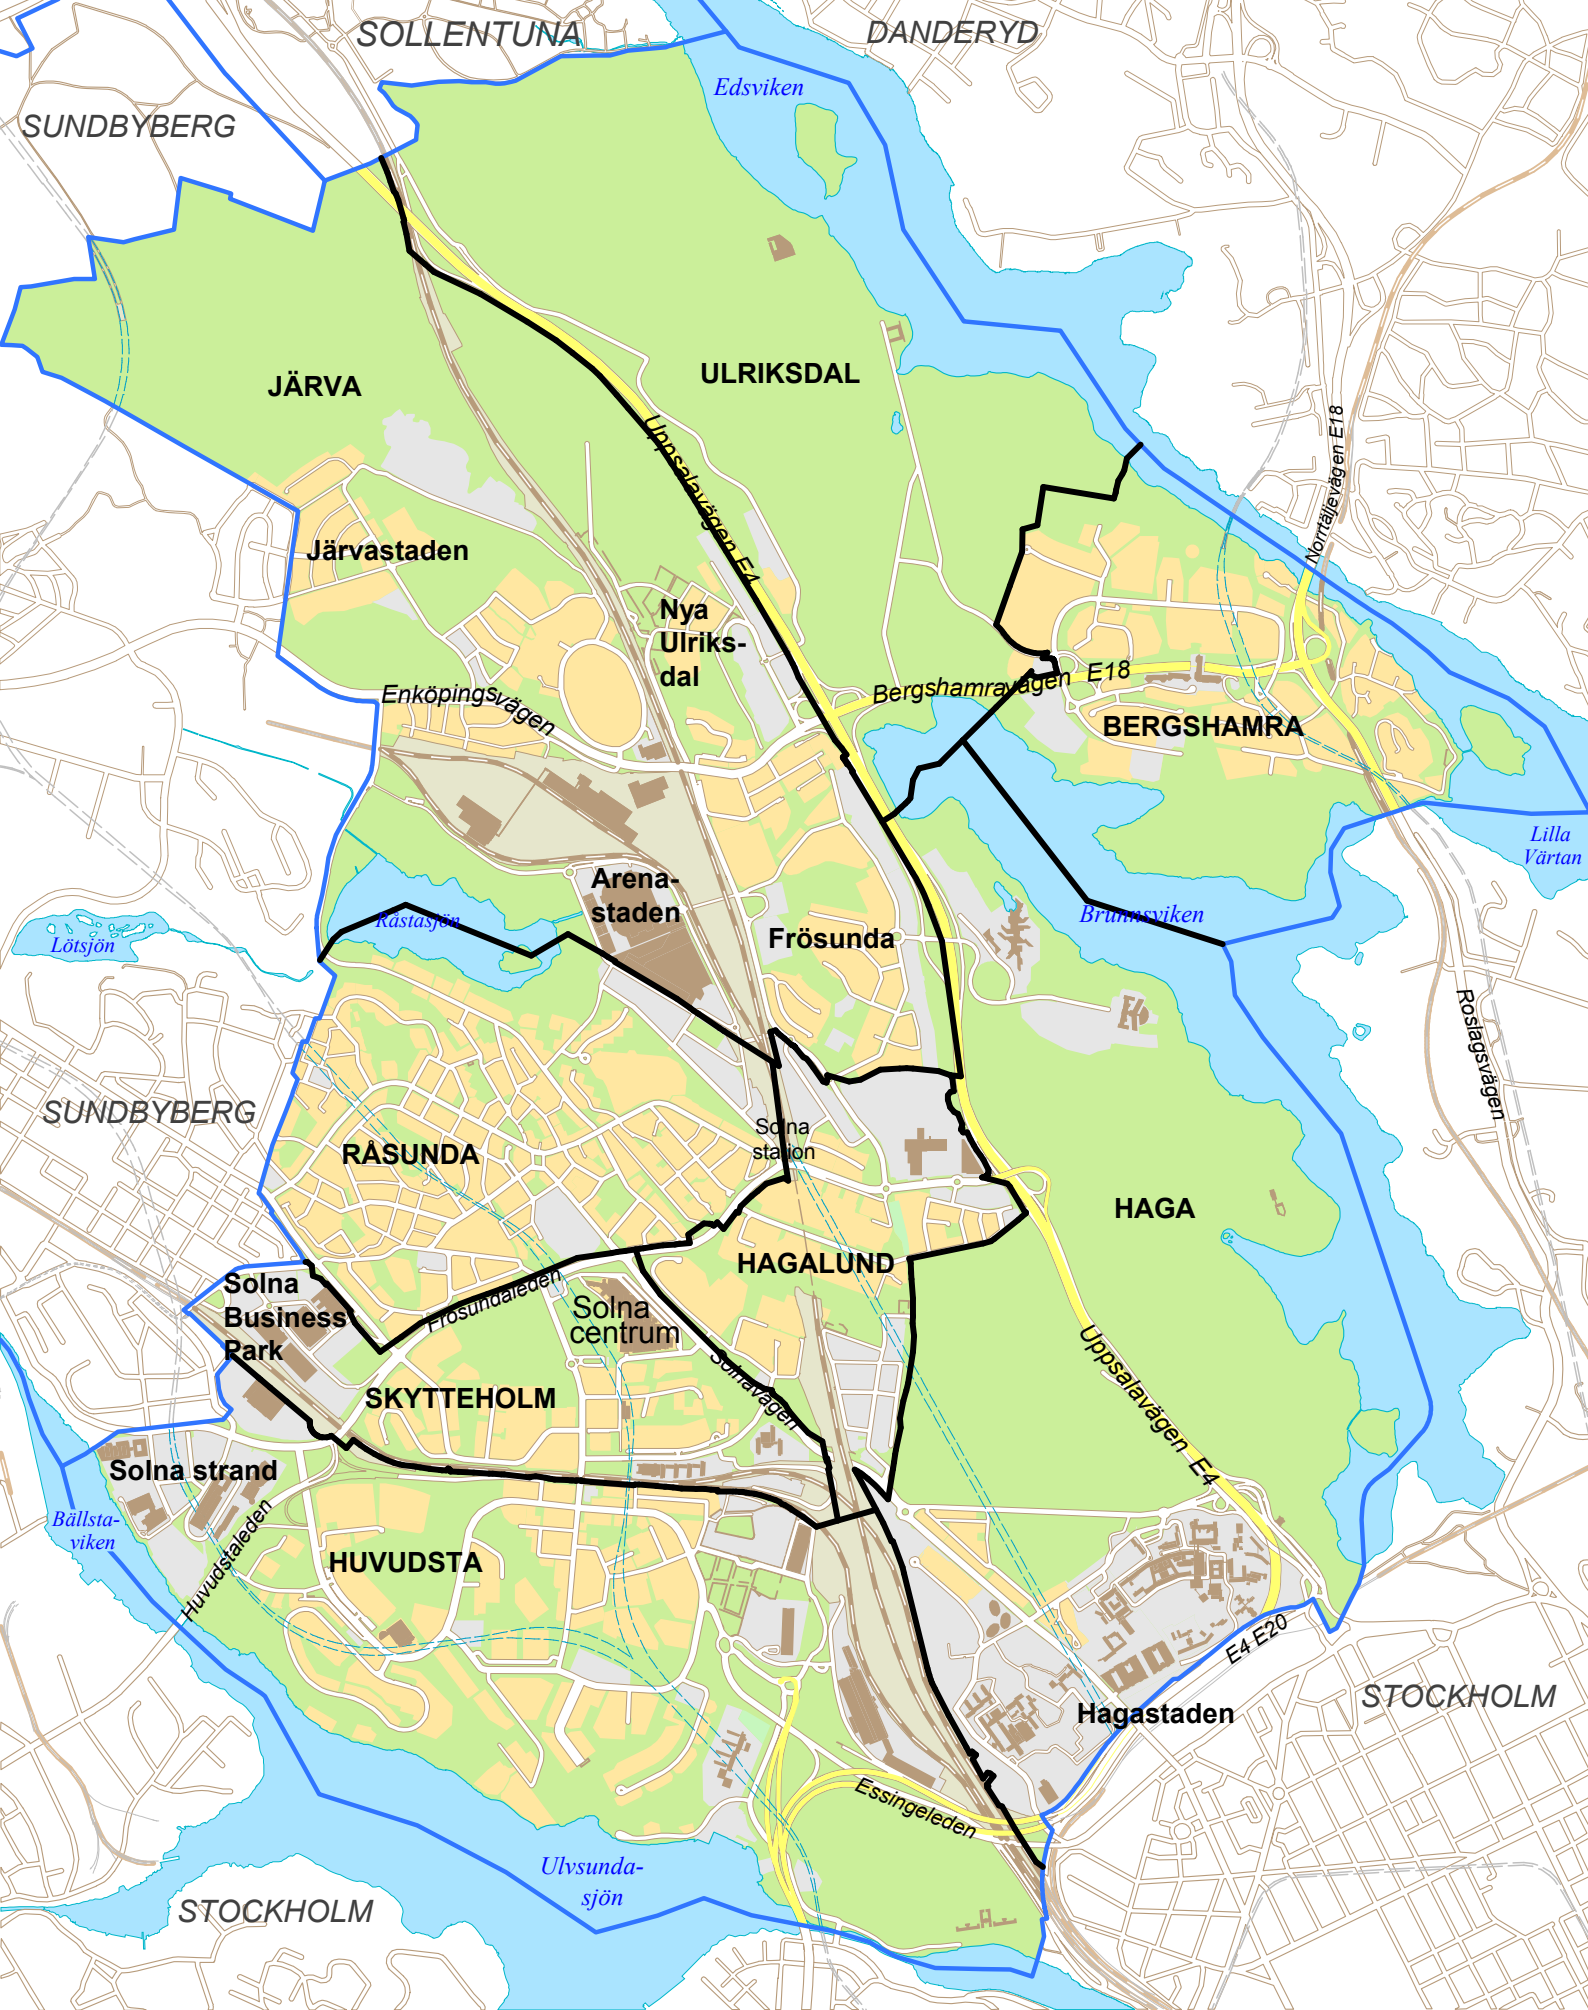 SOLLENTUNA
DANDERYD
Edsviken
SUNDBYBERG
ULRIKSDAL
JÄRVA
Uppsalavägen E4
Norrtäljevägen E18
Järvastaden
Nya
Ulriks-
dal
Enköpingsvägen
Bergshamravägen E18
BERGSHAMRA
Lilla
Värtan
Arena-
staden
Råstasjön
Lötsjön
Frösunda
Brunnsviken
Roslagsvägen
SUNDBYBERG
Solna
station
RÅSUNDA
HAGA
HAGALUND
Solna
Business
Park
Frösundaleden
Solna
centrum
Solnavägen
Uppsalavägen E4
SKYTTEHOLM
Solna strand
Bällsta-
viken
Huvudstaleden
HUVUDSTA
E4 E20
STOCKHOLM
Hagastaden
Essingeleden
Ulvsunda-
sjön
STOCKHOLM